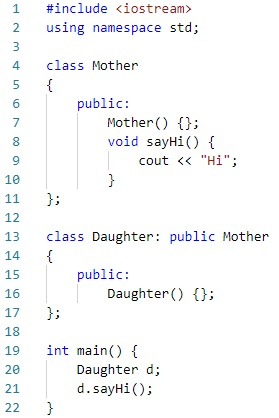 1 #include <iostream>
2 using namespace std;
3
4 class Mother
5 {
6 public:
7 Mother() {};
8 void sayHi() {
9 cout << "Hi";
10 }
11 };
12
13 class Daughter: public Mother
14 {
15 public:
16 Daughter() {};
17 };
18
19 int main() {
20 Daughter d;
21 d.sayHi();
22 }